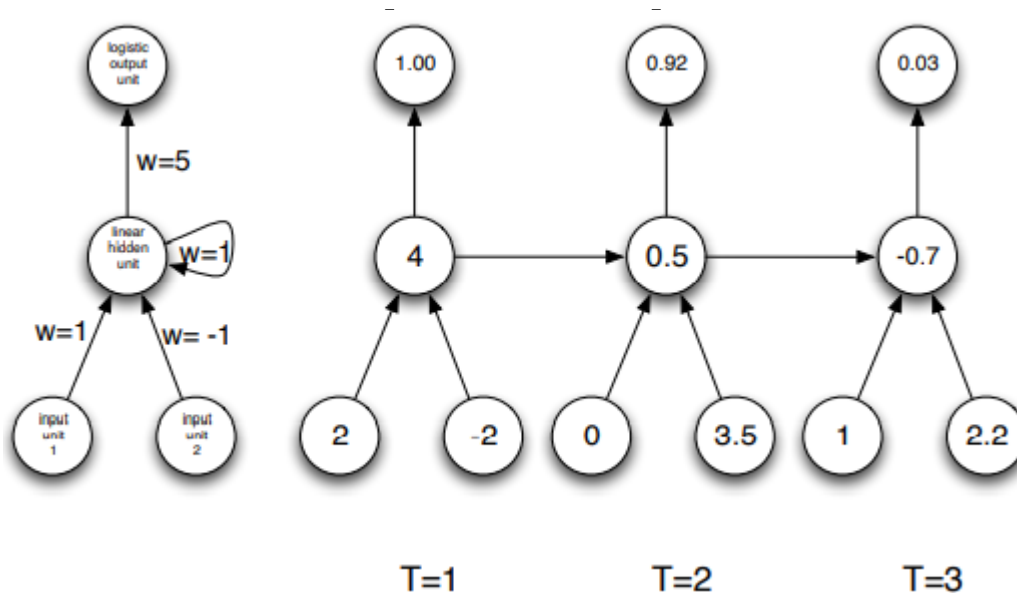 logistic
output
unit
w=5
linear
hidden
unit
w=1
w=1
w= -1
input
unit
1
input
unit
2
1.00
0.92
0.03
4
0.5
-0.7
2
-2
0
3.5
1
2.2
T=1
T=2
T=3